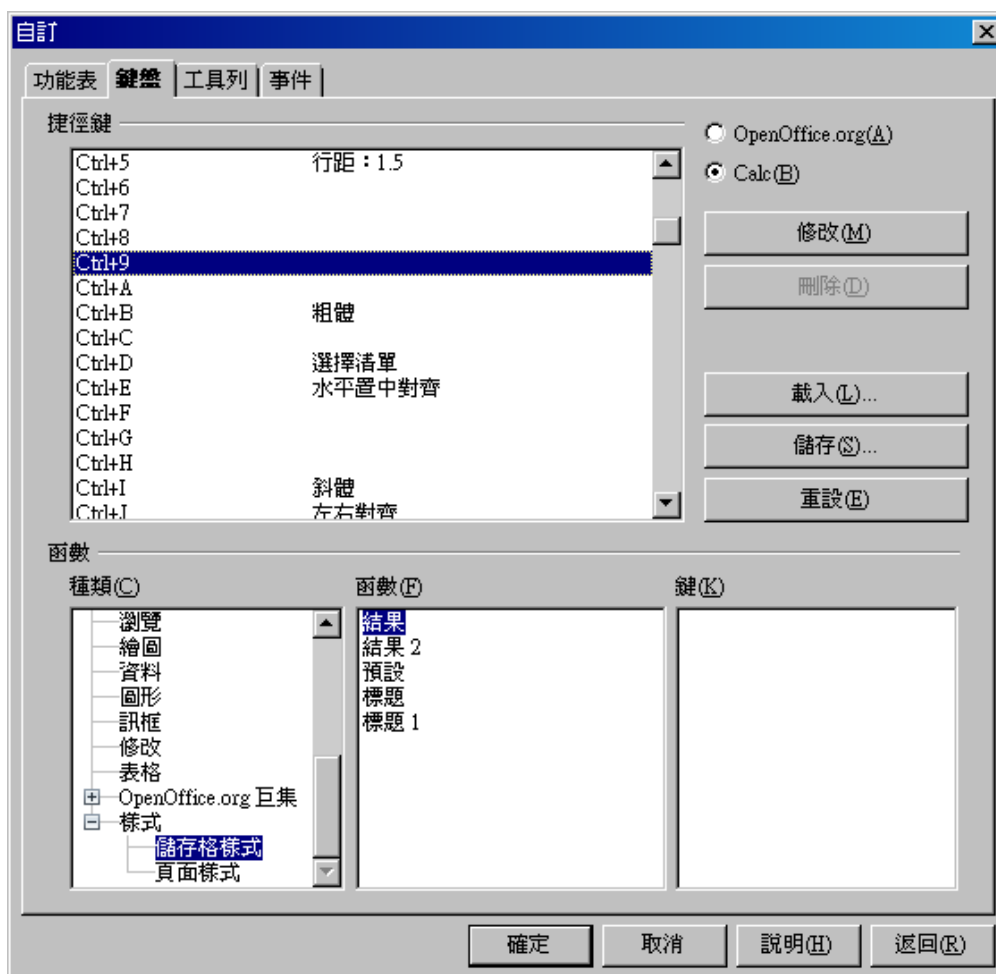 自訂
功能表 鍵盤 工具列 事件
捷徑鍵
OpenOffice.org(A)
Calc(B)
Ctrl+5 行距：1.5
Ctrl+6
Ctrl+7
Ctrl+8
Ctrl+9
Ctrl+A
Ctrl+B 粗體
Ctrl+C
Ctrl+D 選擇清單
Ctrl+E 水平置中對齊
Ctrl+F
Ctrl+G
Ctrl+H
Ctrl+I 斜體
Ctrl+J 左右對齊
修改(M)
刪除(D)
載入(L)...
儲存(S)...
重設(E)
函數
種類(C)
瀏覽
繪圖
資料
圖形
訊框
修改
表格
OpenOffice.org 巨集
樣式
儲存格樣式
頁面樣式
函數(F)
結果
結果 2
預設
標題
標題 1
鍵(K)
確定 取消 說明(H) 返回(R)